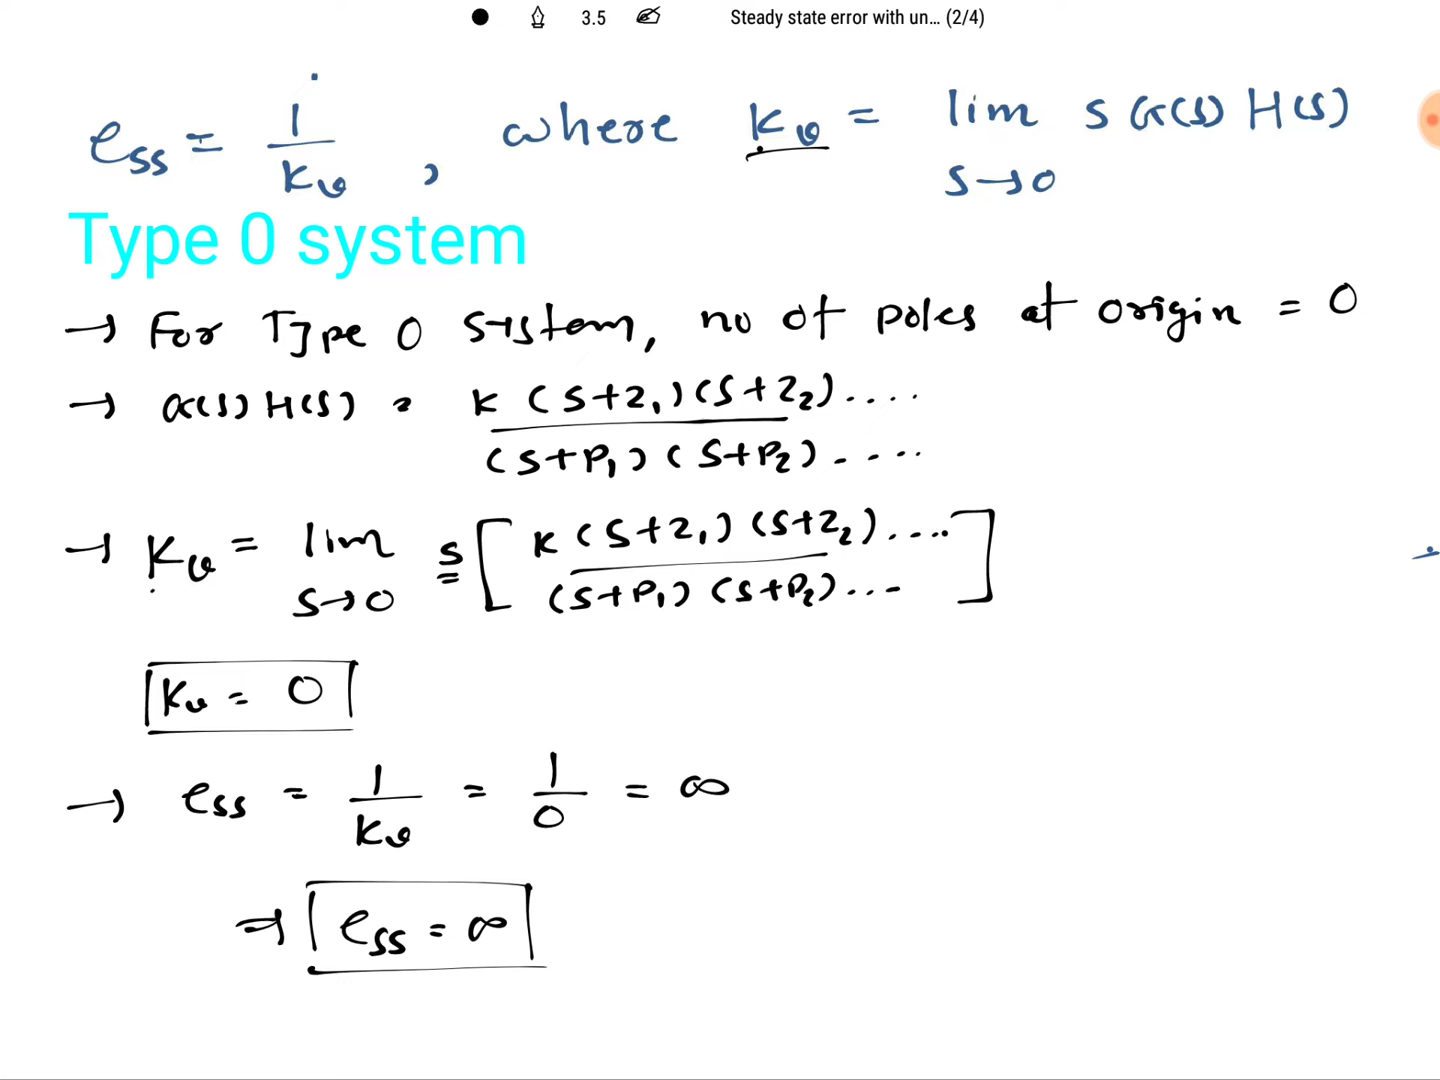 3.5 Steady state error with un... (2/4)
ess = 1/Kv , where Kv = lim s→0 s G(s) H(s)
Type 0 system
→ For Type 0 system, no of poles at origin = 0
→ G(s) H(s) = K (s+z₁)(s+z₂).... / (s+p₁)(s+p₂)....
→ Kv = lim s→0 s [ K(s+z₁)(s+z₂).... / (s+p₁)(s+p₂)... ]
Kv = 0
→ ess = 1/Kv = 1/0 = ∞
⇒ ess = ∞